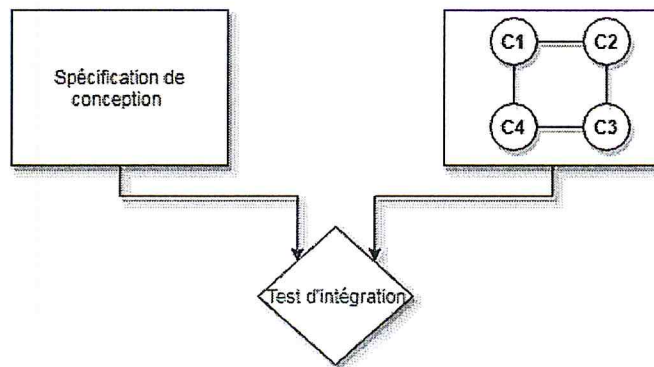 Spécification de
conception
C1 C2
C4 C3
Test d'intégration